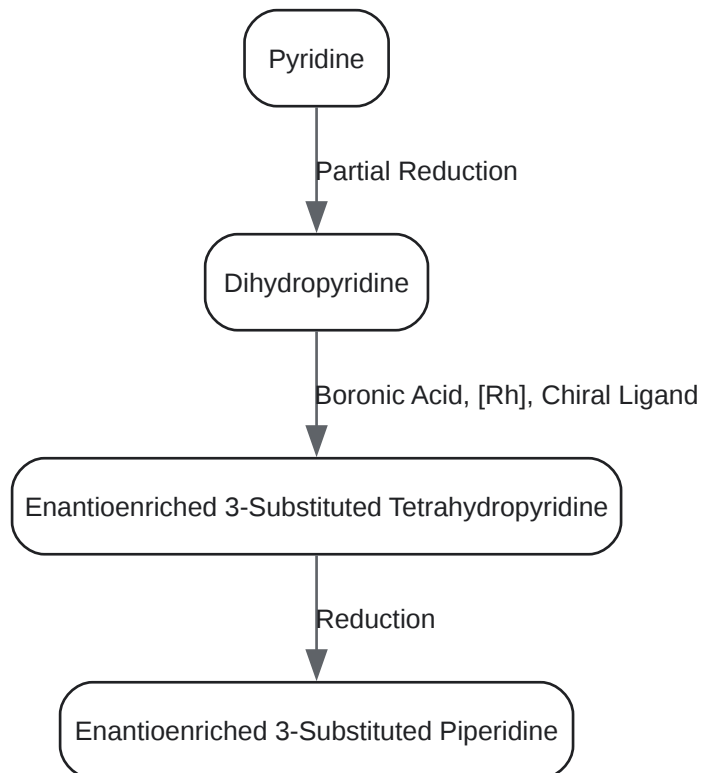 Pyridine
Partial Reduction
Dihydropyridine
Boronic Acid, [Rh], Chiral Ligand
Enantioenriched 3-Substituted Tetrahydropyridine
Reduction
Enantioenriched 3-Substituted Piperidine